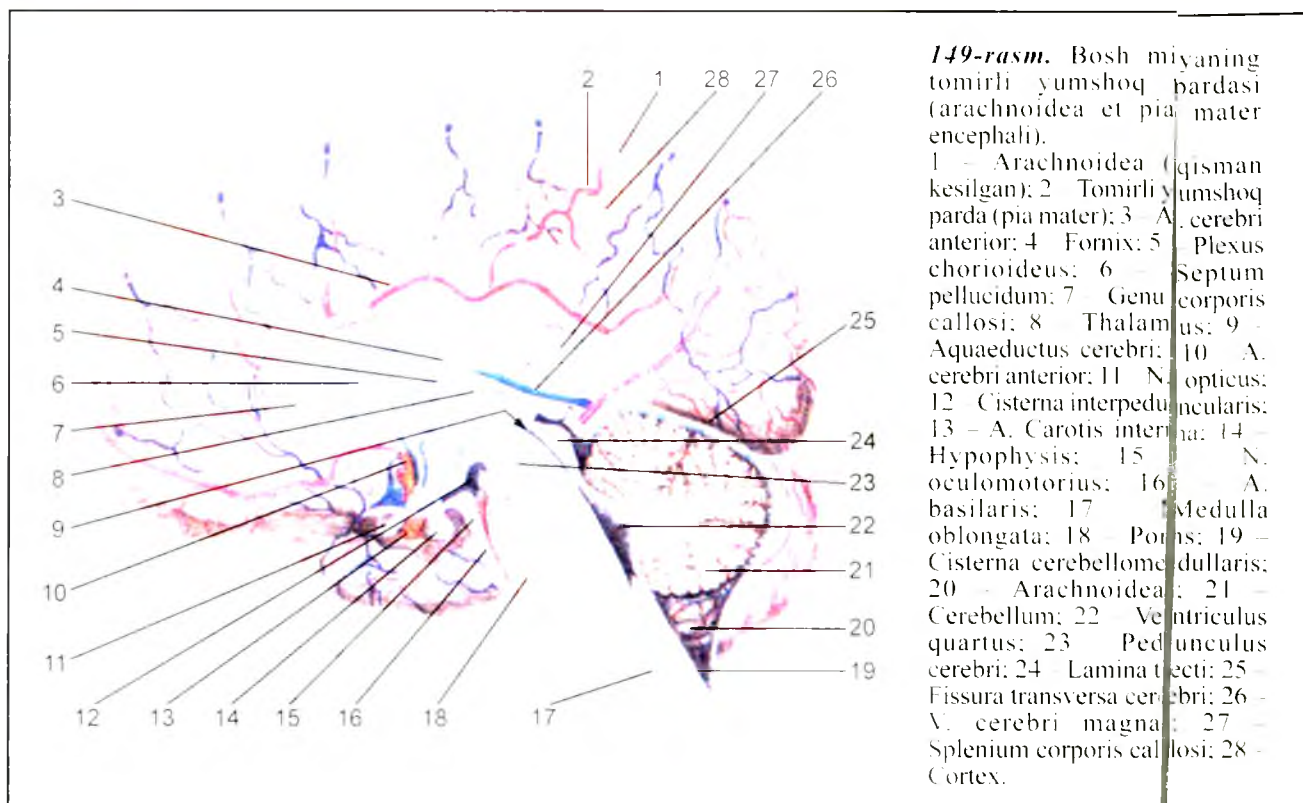 2 1 28 27 26
3
4
5
6
7
8
9
10
11
12 13 14 15 16 18 17
25
24
23
22
21
20
19
149-rasm. Bosh miyaning
tomirli yumshoq pardasi
(arachnoidea et pia mater
encephali).
1 – Arachnoidea (qisman
kesilgan); 2 Tomirli yumshoq
parda (pia mater); 3 – A. cerebri
anterior; 4 Fornix; 5 Plexus
chorioideus; 6 – Septum
pellucidum; 7 – Genu corporis
callosi; 8 Thalamus; 9 –
Aquaeductus cerebri; 10 A.
cerebri anterior; 11 N. opticus;
12 – Cisterna interpeduncularis;
13 – A. Carotis interna; 14 –
Hypophysis; 15 N.
oculomotorius; 16 – A.
basilaris; 17 Medulla
oblongata; 18 – Pons; 19 –
Cisterna cerebellomedullaris;
20 – Arachnoidea; 21 –
Cerebellum; 22 – Ventriculus
quartus; 23 Pedunculus
cerebri; 24 – Lamina tecti; 25 –
Fissura transversa cerebri; 26 –
V. cerebri magna; 27 –
Splenium corporis callosi; 28 –
Cortex.